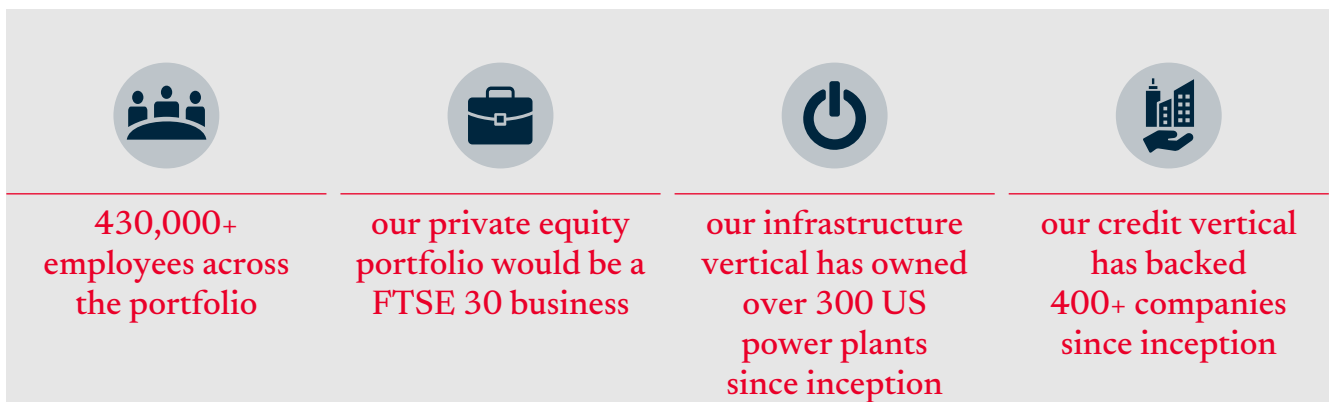 430,000+
employees across
the portfolio
our private equity
portfolio would be a
FTSE 30 business
our infrastructure
vertical has owned
over 300 US
power plants
since inception
our credit vertical
has backed
400+ companies
since inception